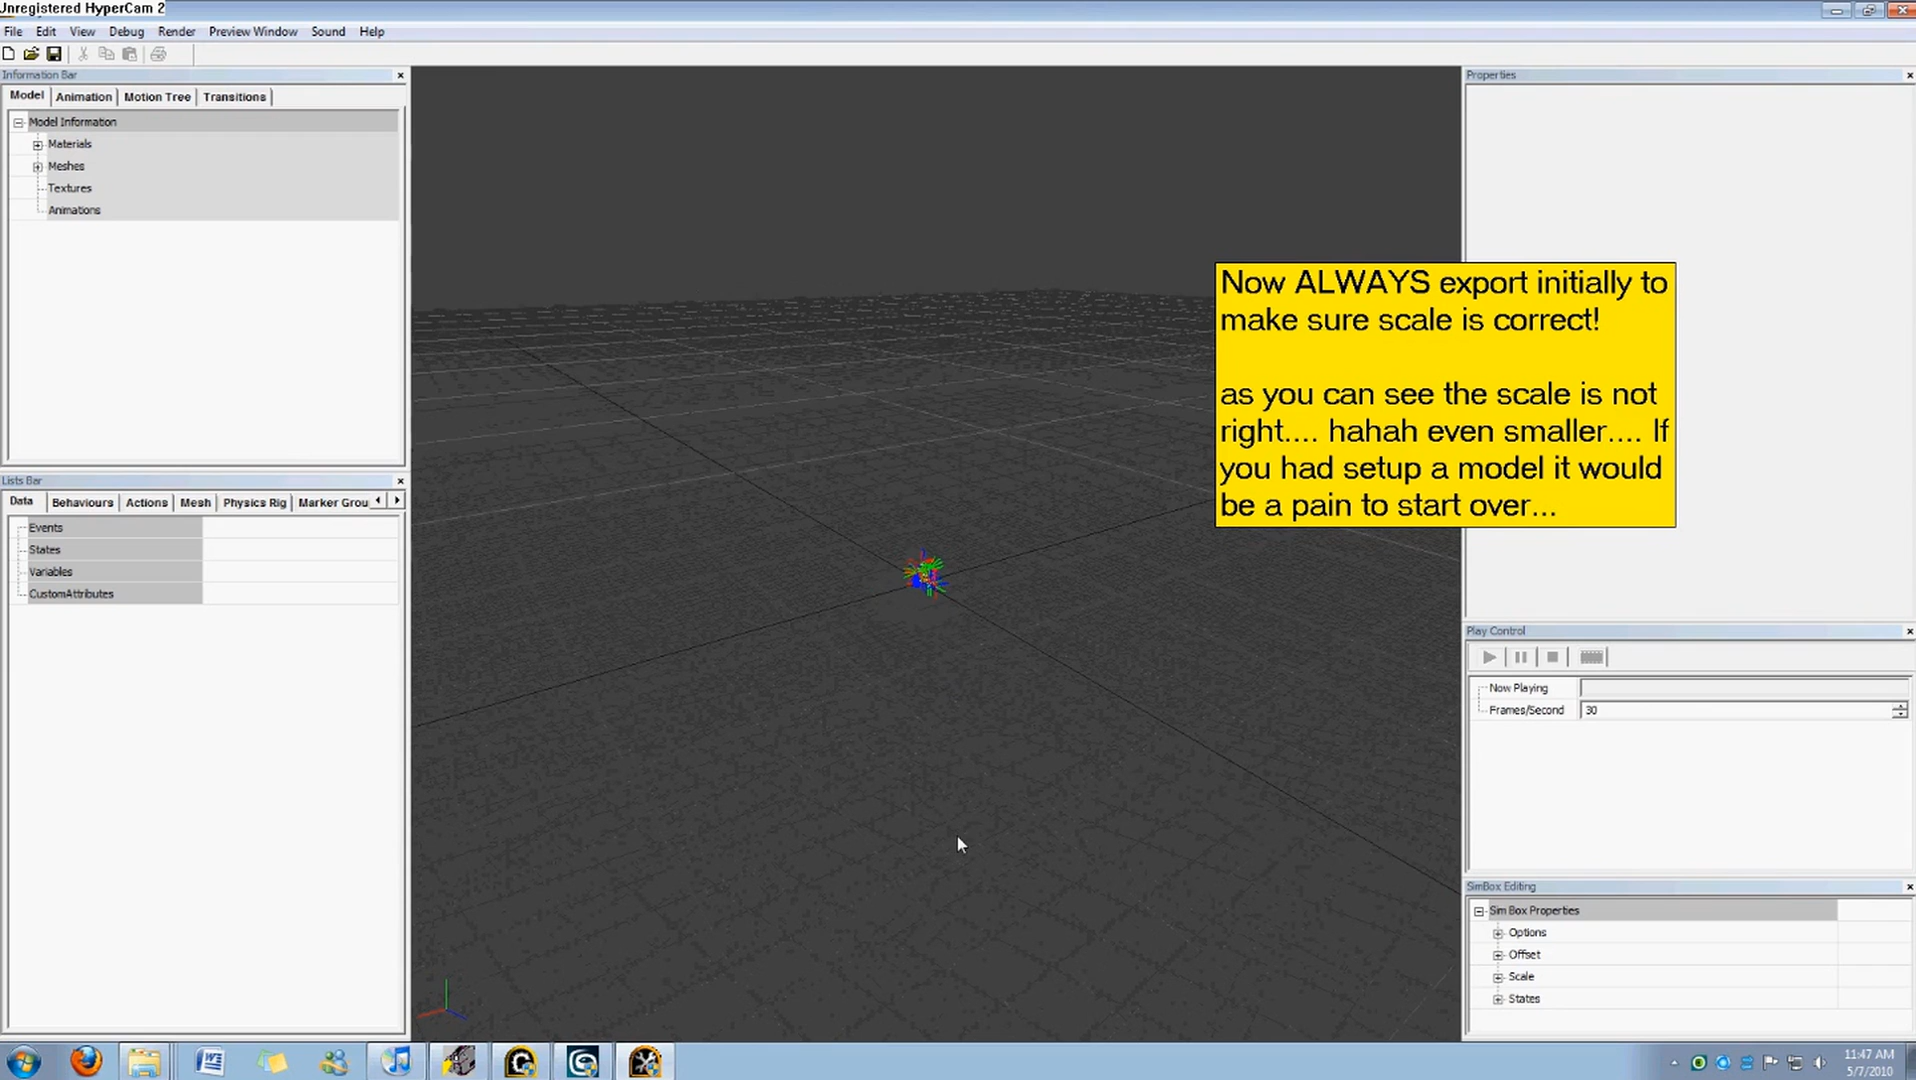 Unregistered HyperCam 2
File Edit View Debug Render Preview Window Sound Help
Information Bar
Model Animation Motion Tree Transitions
Model Information
Materials
Meshes
Textures
Animations
Lists Bar
Data Behaviours Actions Mesh Physics Rig Marker Grou
Events
States
Variables
CustomAttributes
Properties
Now ALWAYS export initially to
make sure scale is correct!
as you can see the scale is not
right.... hahah even smaller.... If
you had setup a model it would
be a pain to start over...
Play Control
Now Playing
Frames/Second 30
SimBox Editing
Sim Box Properties
Options
Offset
Scale
States
11:47 AM
5/7/2010